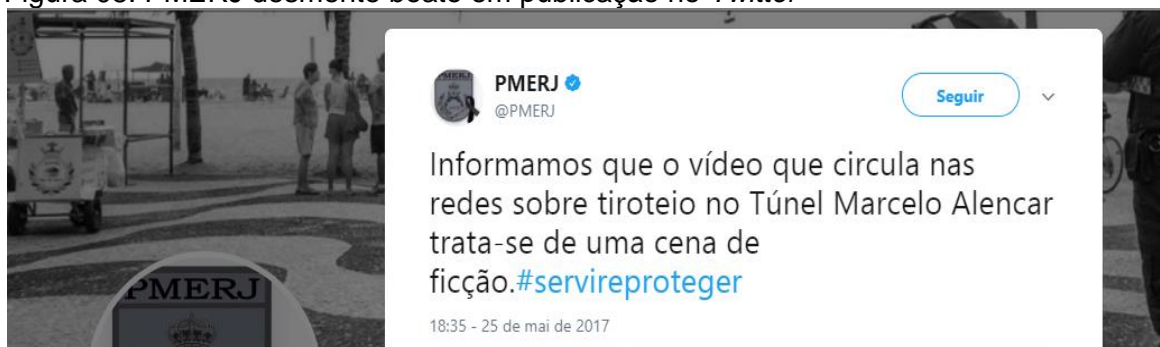 PMERJ
@PMERJ
Seguir
Informamos que o vídeo que circula nas
redes sobre tiroteio no Túnel Marcelo Alencar
trata-se de uma cena de
ficção.#servireproteger
18:35 - 25 de mai de 2017
PMERJ